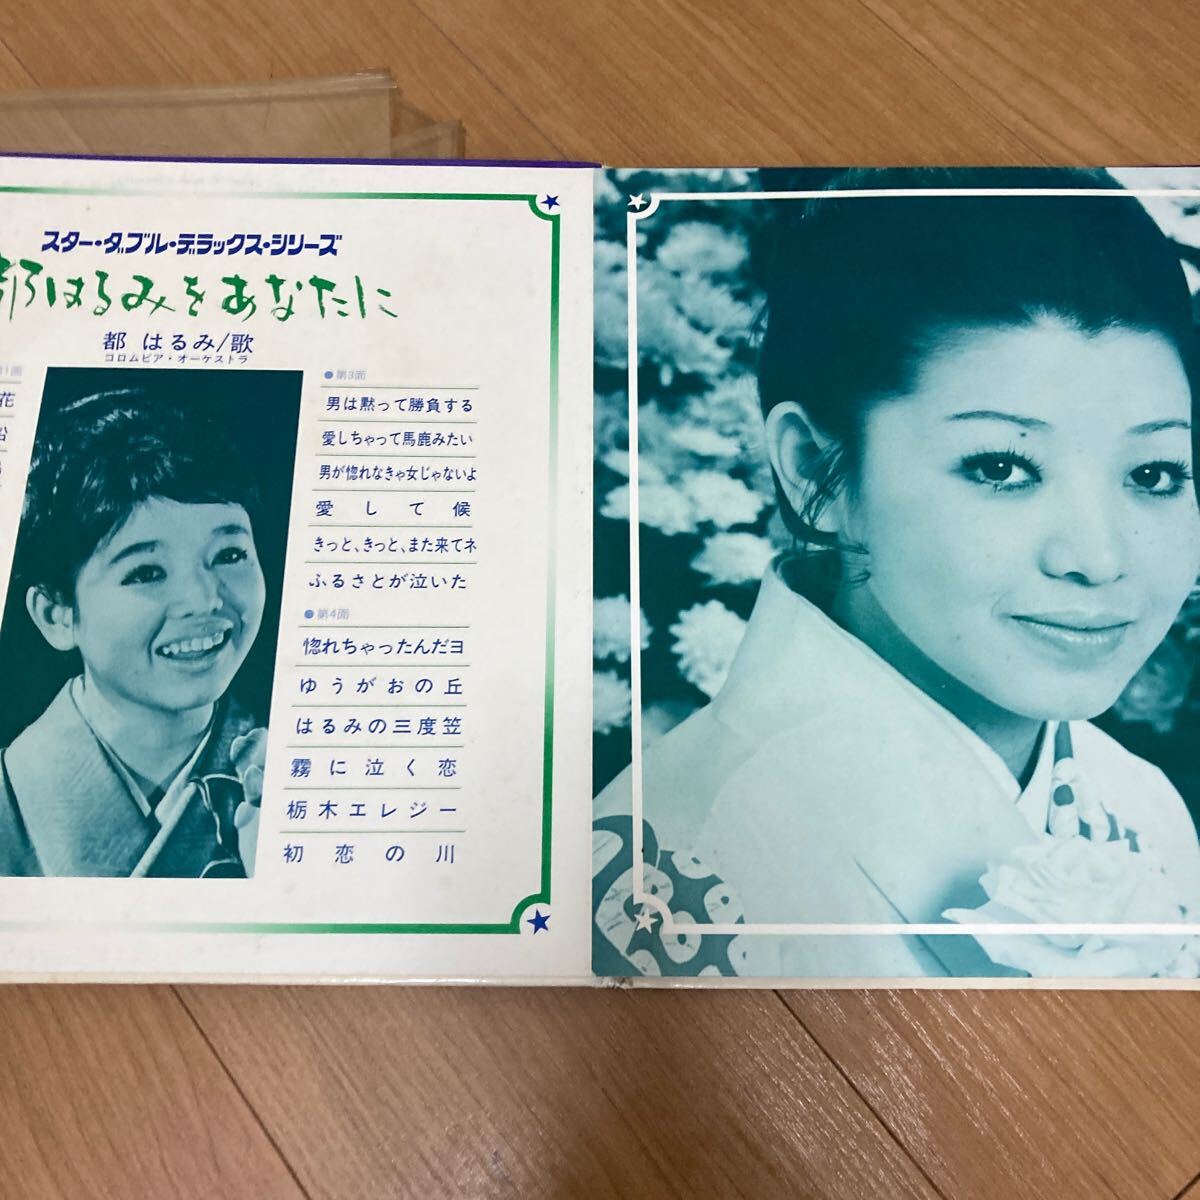 スター・ダブル・デラックス・シリーズ
都はるみをあなたに
都 はるみ/歌
コロムビア・オーケストラ
1面
花
船
●第3面
男は黙って勝負する
愛しちゃって馬鹿みたい
男が惚れなきゃ女じゃないよ
愛して候
きっと、きっと、また来てネ
ふるさとが泣いた
●第4面
惚れちゃったんだヨ
ゆうがおの丘
はるみの三度笠
霧に泣く恋
栃木エレジー
初恋の川